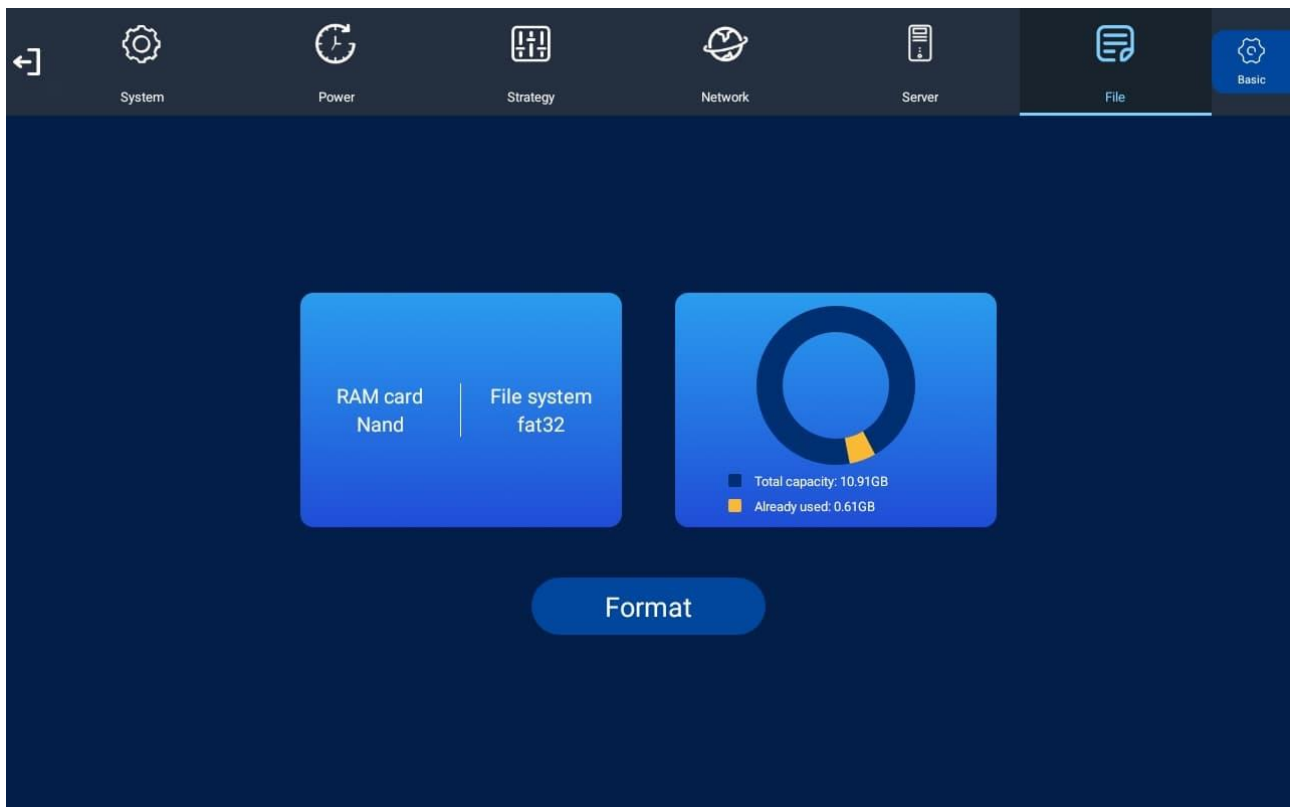 System
Power
Strategy
Network
Server
File
Basic
RAM card
Nand
File system
fat32
Total capacity: 10.91GB
Already used: 0.61GB
Format